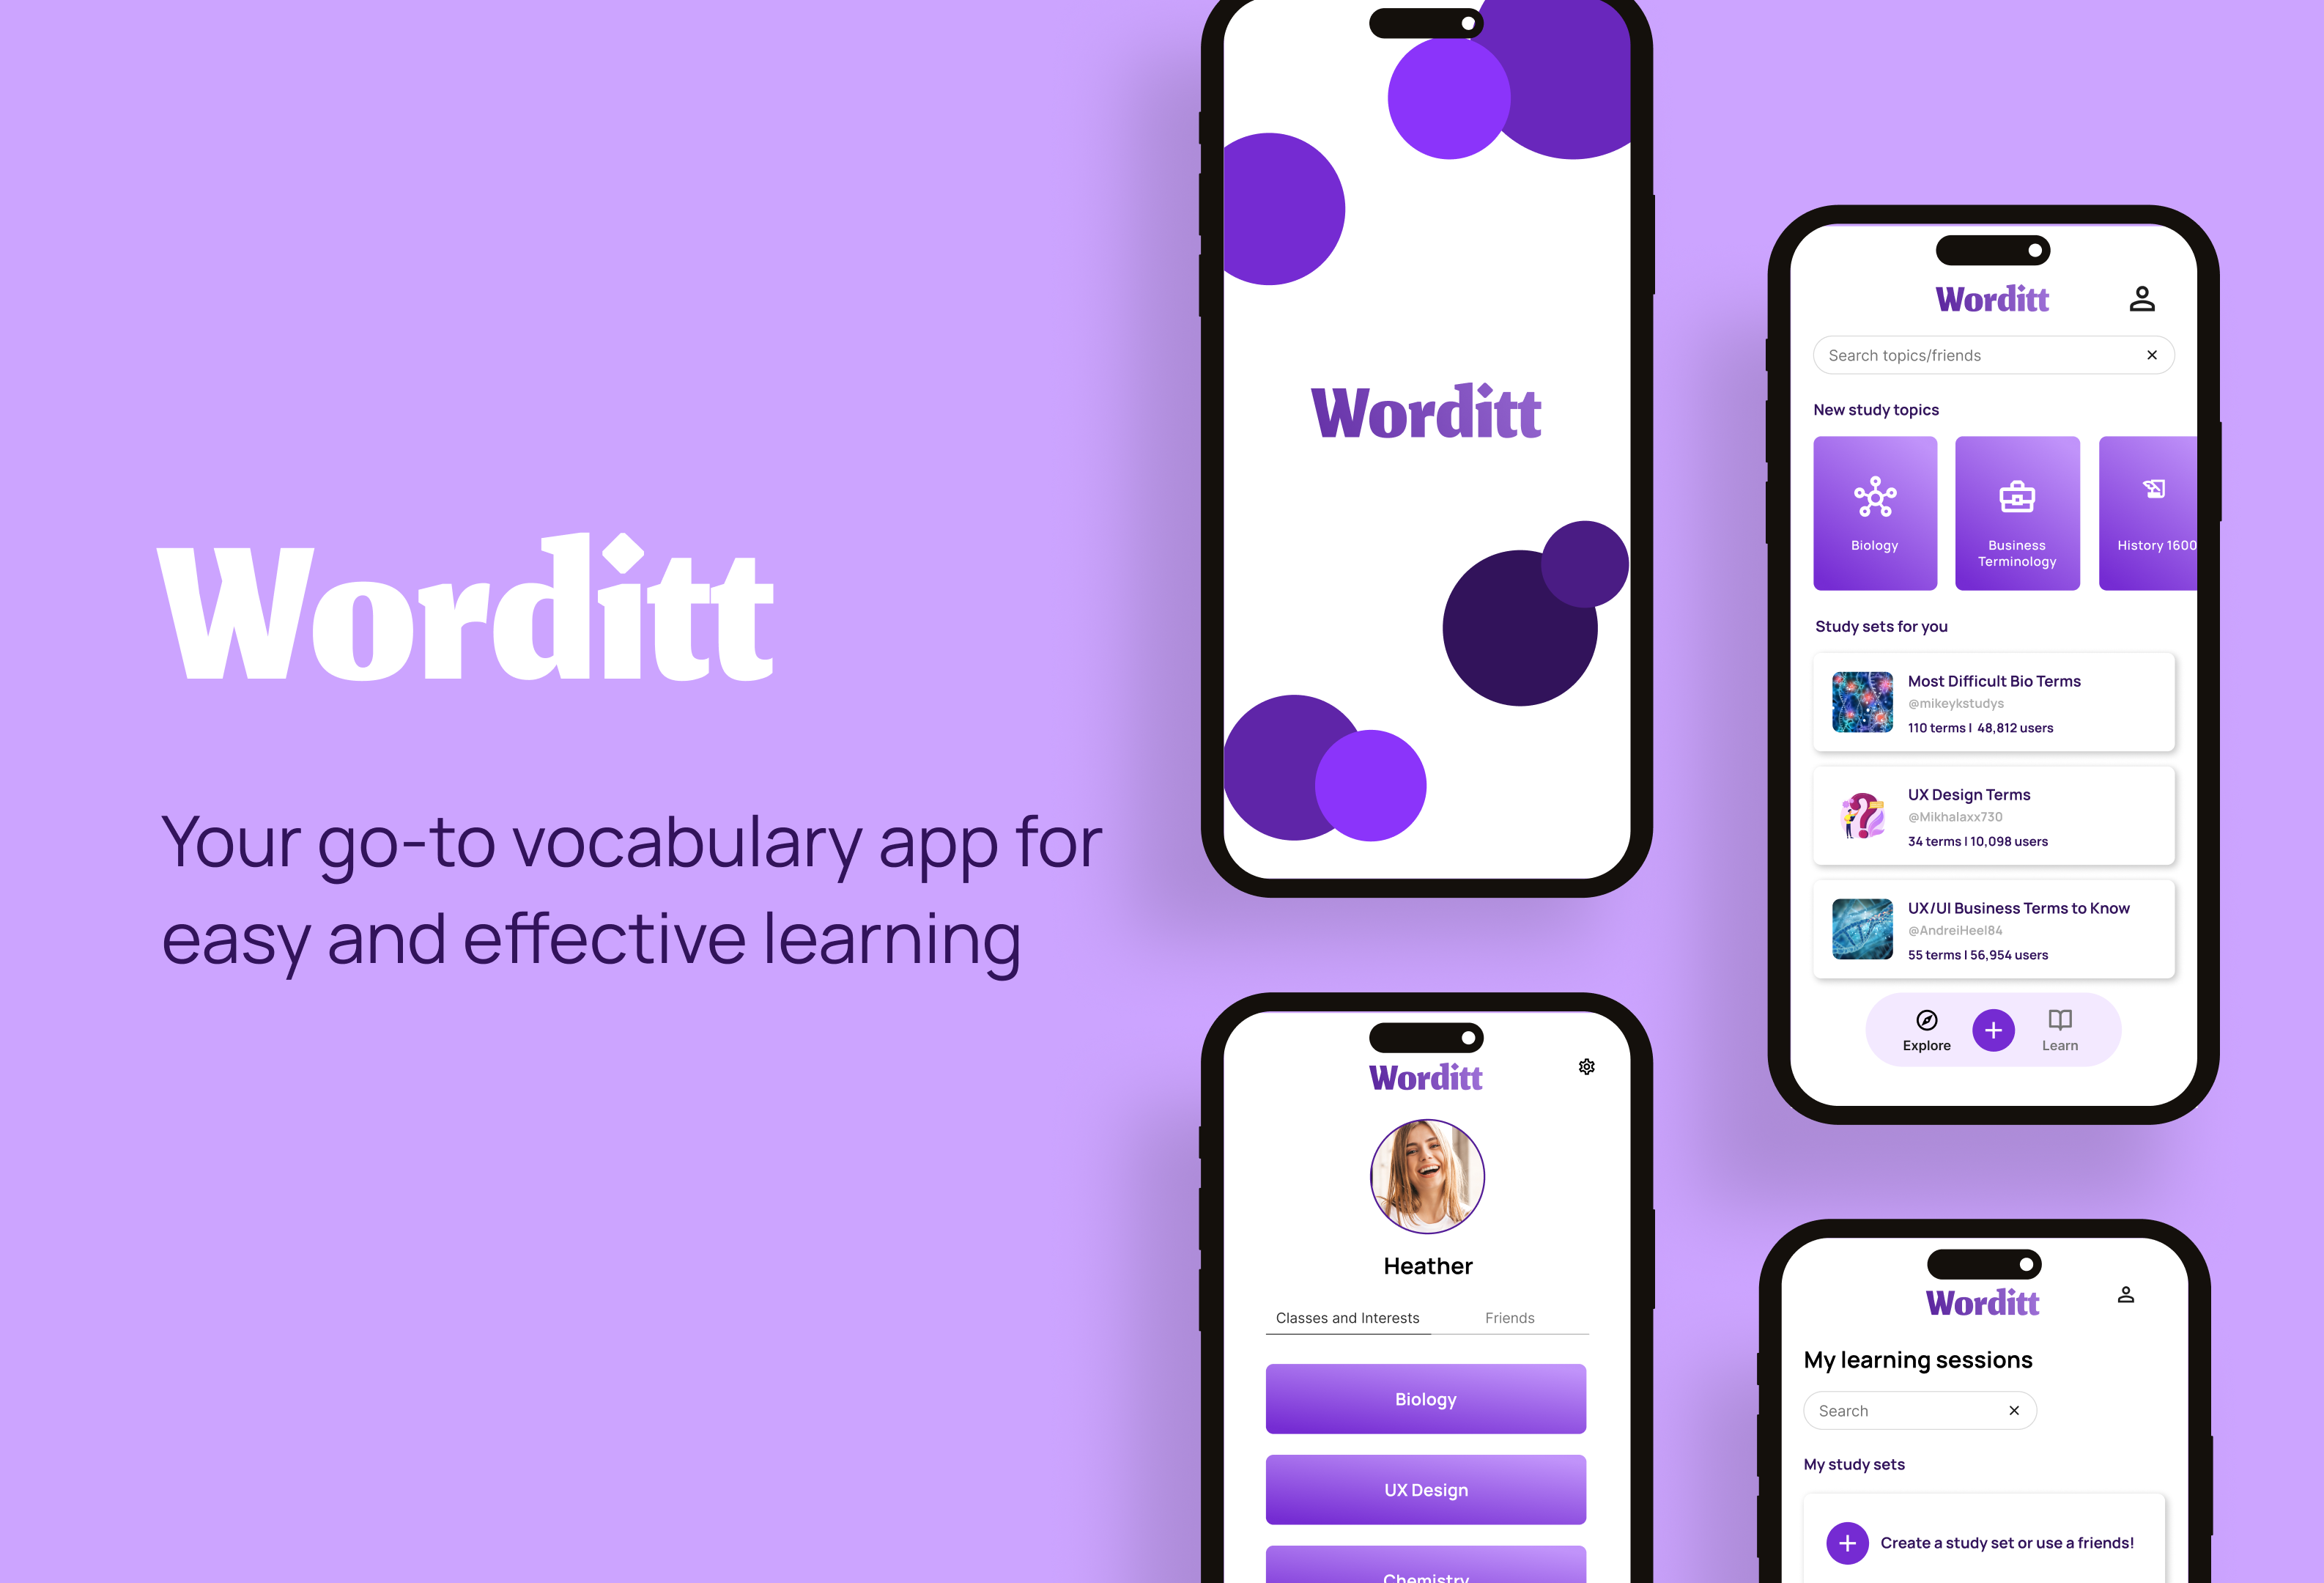 Worditt
Your go-to vocabulary app for
easy and effective learning
Worditt
Worditt
Search topics/friends
New study topics
Biology
Business
Terminology
History 1600
Study sets for you
Most Difficult Bio Terms
@mikeykstudys
110 terms I 48,812 users
UX Design Terms
@Mikhalaxx730
34 terms I 10,098 users
UX/UI Business Terms to Know
@AndreiHeel84
55 terms I 56,954 users
Explore
Learn
Worditt
Heather
Classes and Interests
Friends
Biology
UX Design
Chemistry
Worditt
My learning sessions
Search
My study sets
Create a study set or use a friends!